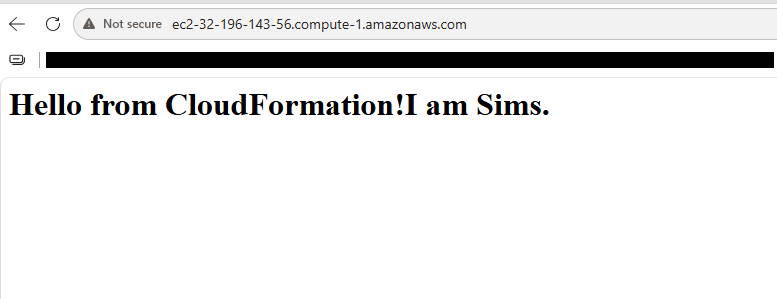 Not secure ec2-32-196-143-56.compute-1.amazonaws.com
Hello from CloudFormation!I am Sims.